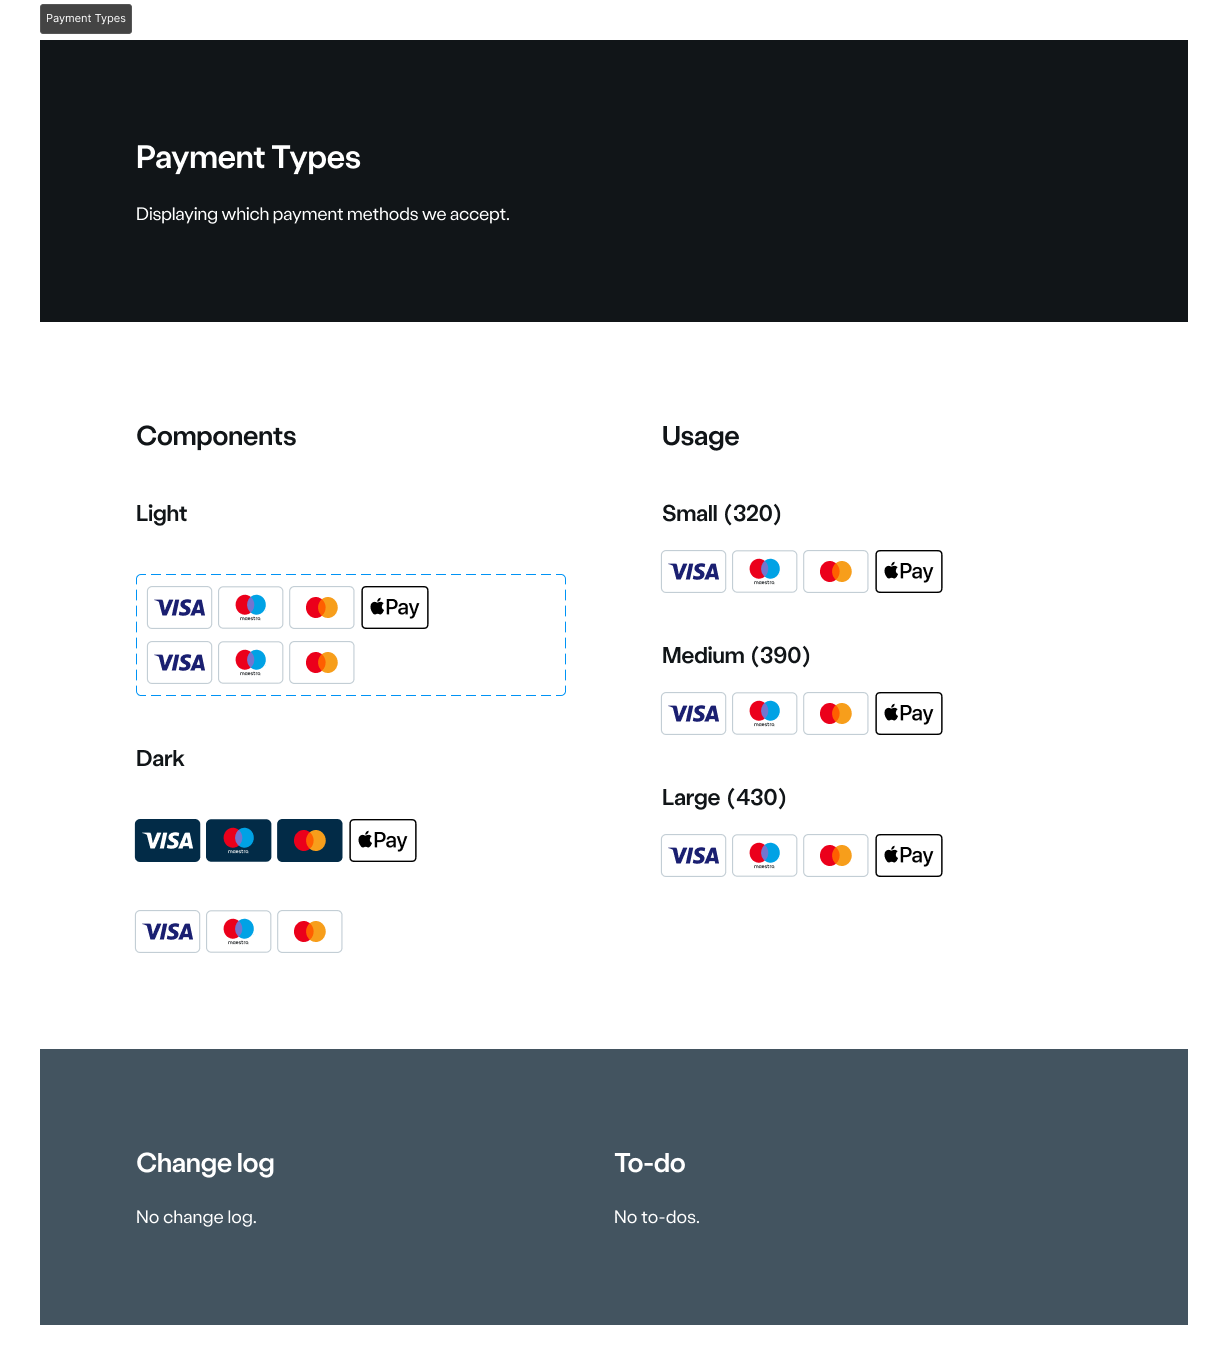 Payment Types
Payment Types
Displaying which payment methods we accept.
Components
Light
VISA maestro Pay
VISA maestro
Dark
VISA maestro Pay
VISA maestro
Usage
Small (320)
VISA maestro Pay
Medium (390)
VISA maestro Pay
Large (430)
VISA maestro Pay
Change log
No change log.
To-do
No to-dos.